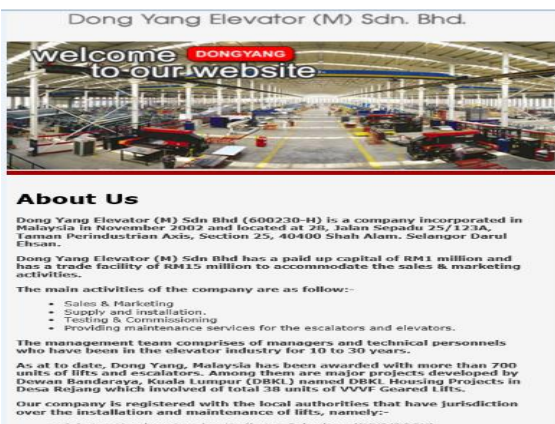 Dong Yang Elevator (M) Sdn. Bhd.
welcome DONGYANG
to our website
About Us
Dong Yang Elevator (M) Sdn Bhd (600230-H) is a company incorporated in
Malaysia in November 2002 and located at 28, Jalan Sepadu 25/123A,
Taman Perindustrian Axis, Section 25, 40400 Shah Alam. Selangor Darul
Ehsan.
Dong Yang Elevator (M) Sdn Bhd has a paid up capital of RM1 million and
has a trade facility of RM15 million to accommodate the sales & marketing
activities.
The main activities of the company are as follow:-
• Sales & Marketing
• Supply and installation.
• Testing & Commissioning
• Providing maintenance services for the escalators and elevators.
The management team comprises of managers and technical personnels
who have been in the elevator industry for 10 to 30 years.
As at to date, Dong Yang, Malaysia has been awarded with more than 700
units of lifts and escalators. Among them are major projects developed by
Dewan Bandaraya, Kuala Lumpur (DBKL) named DBKL Housing Projects in
Desa Rejang which involved of total 38 units of VVVF Geared Lifts.
Our company is registered with the local authorities that have jurisdiction
over the installation and maintenance of lifts, namely:-